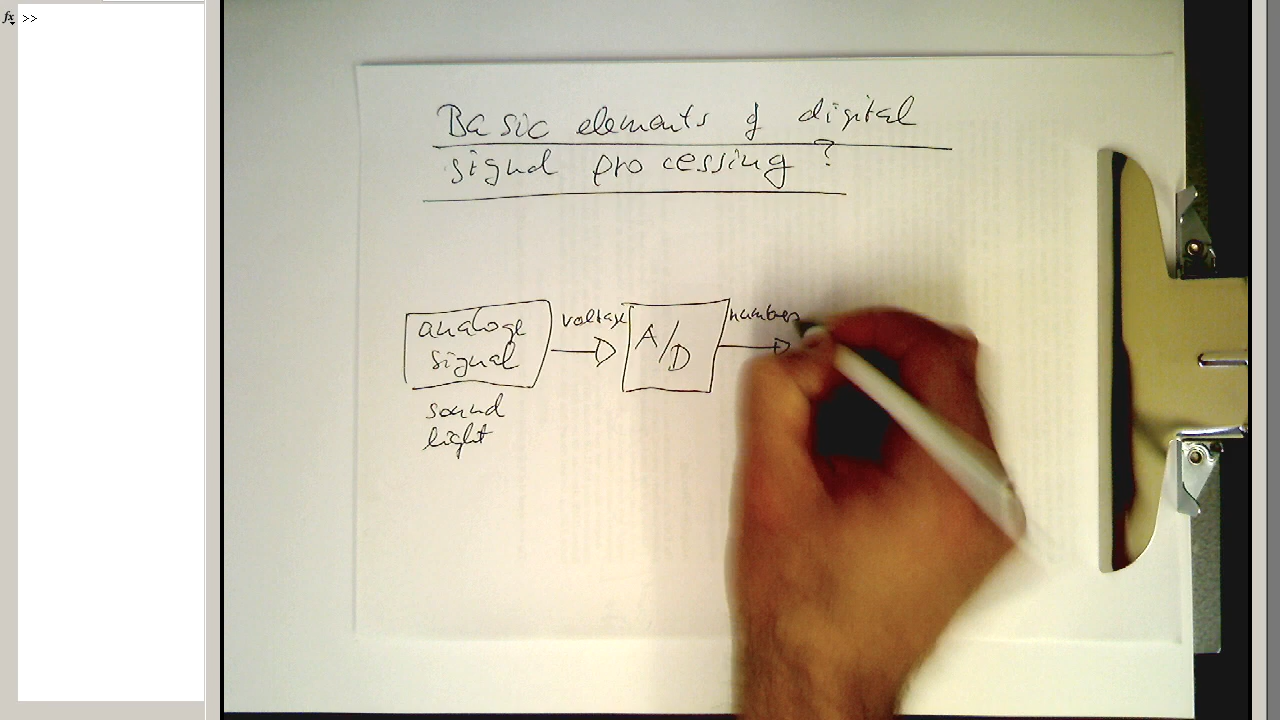 fx >>
Basic elements of digital
signal processing?
analoge
signal
voltage
A/D
numbers
sound
light